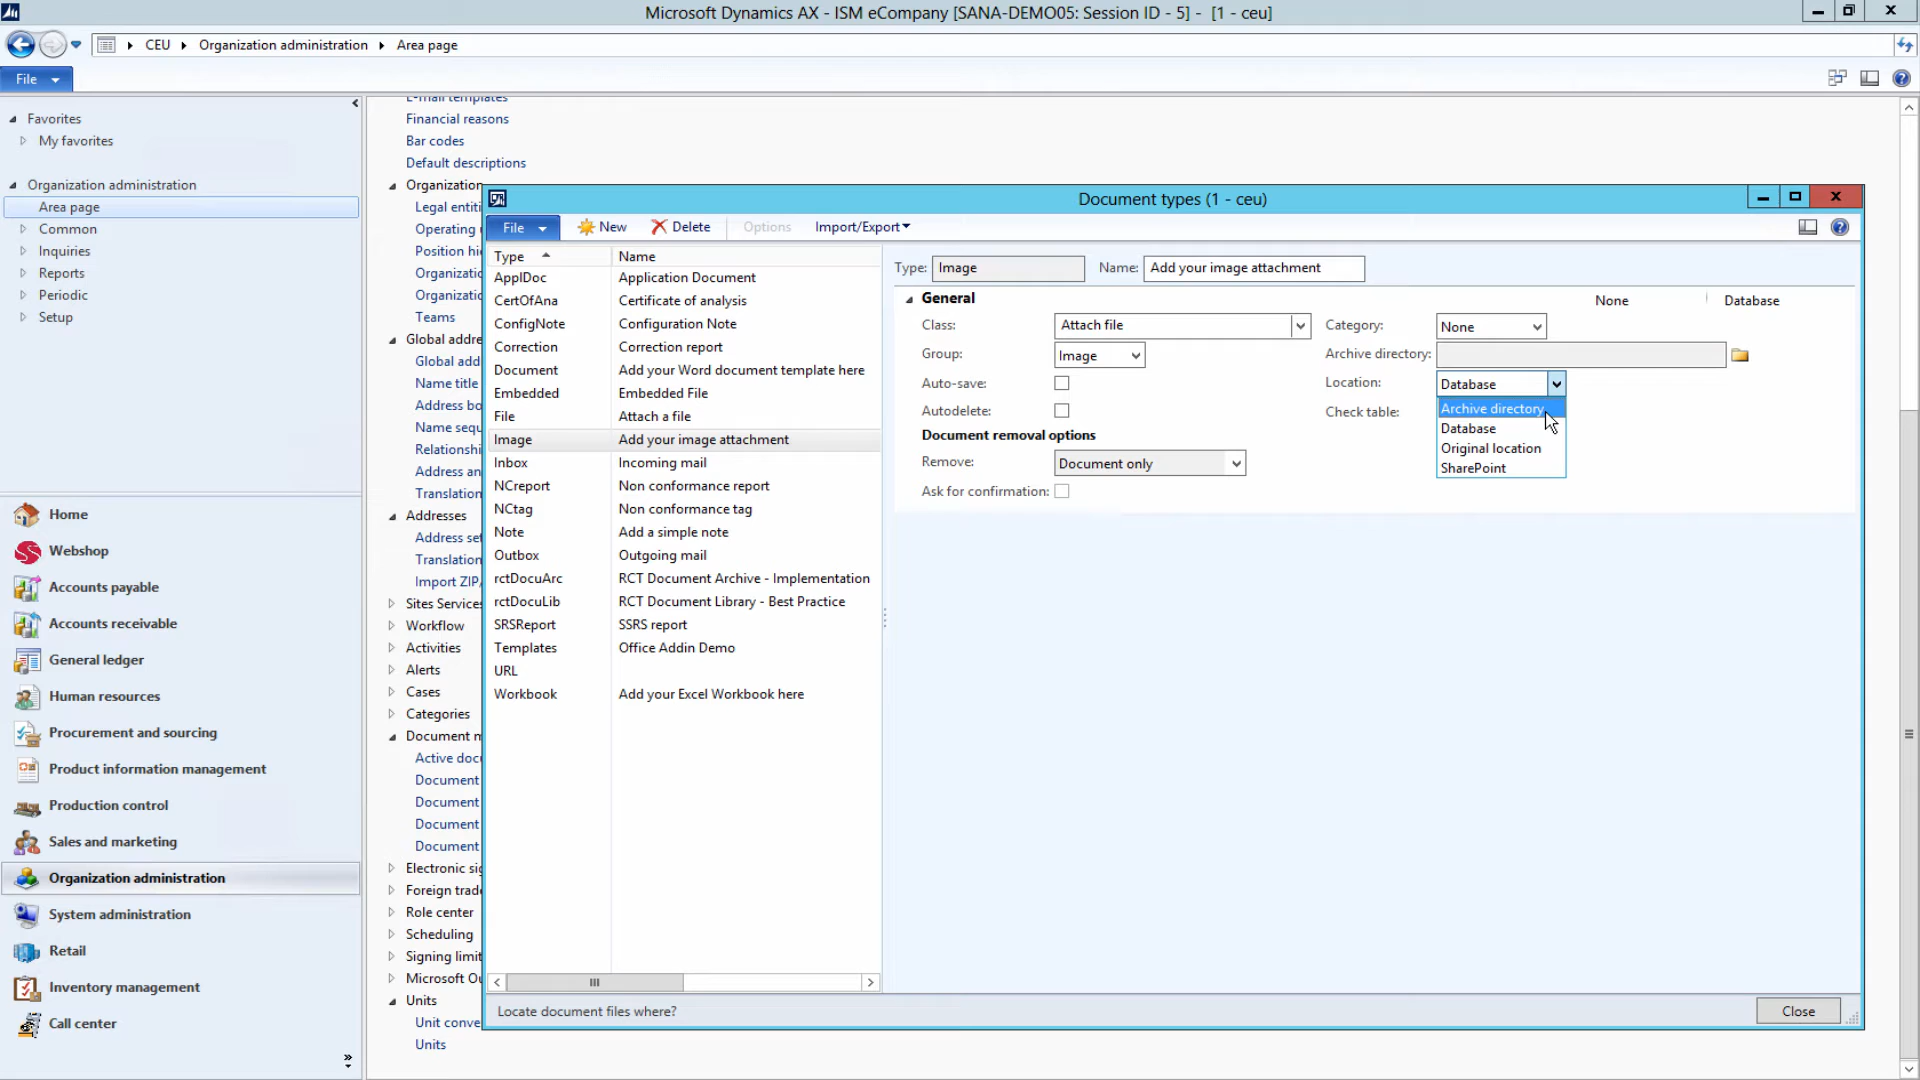 Microsoft Dynamics AX - ISM eCompany [SANA-DEMO05: Session ID - 5] - [1 - ceu]
CEU
Organization administration
Area page
File
Favorites
My favorites
Organization administration
Area page
Common
Inquiries
Reports
Periodic
Setup
Home
Webshop
Accounts payable
Accounts receivable
General ledger
Human resources
Procurement and sourcing
Product information management
Production control
Sales and marketing
Organization administration
System administration
Retail
Inventory management
Call center
E-mail templates
Financial reasons
Bar codes
Default descriptions
Organization
Legal entiti
Operating
Position hi
Organizatio
Organizatio
Teams
Global addre
Global add
Name title
Address bo
Name sequ
Relationshi
Address an
Translation
Addresses
Address set
Translation
Import ZIP,
Sites Services
Workflow
Activities
Alerts
Cases
Categories
Document m
Active docu
Document
Document
Document
Document
Electronic sig
Foreign trade
Role center
Scheduling
Signing limit
Microsoft Ou
Units
Unit conve
Units
Document types (1 - ceu)
File
New
Delete
Options
Import/Export
Type Name
ApplDoc Application Document
CertOfAna Certificate of analysis
ConfigNote Configuration Note
Correction Correction report
Document Add your Word document template here
Embedded Embedded File
File Attach a file
Image Add your image attachment
Inbox Incoming mail
NCreport Non conformance report
NCtag Non conformance tag
Note Add a simple note
Outbox Outgoing mail
rctDocuArc RCT Document Archive - Implementation
rctDocuLib RCT Document Library - Best Practice
SRSReport SSRS report
Templates Office Addin Demo
URL
Workbook Add your Excel Workbook here
Type: Image Name: Add your image attachment
General None Database
Class: Attach file
Group: Image
Auto-save:
Autodelete:
Document removal options
Remove: Document only
Ask for confirmation:
Category: None
Archive directory:
Location: Database
Check table:
Archive directory
Database
Original location
SharePoint
Locate document files where?
Close